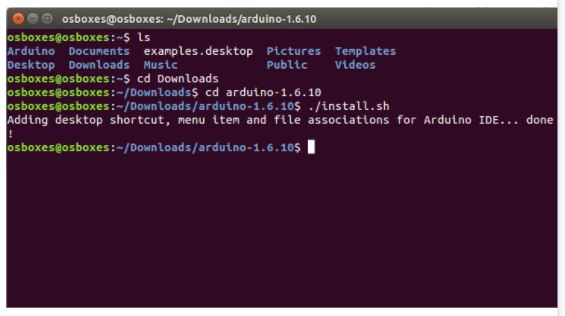 osboxes@osboxes: ~/Downloads/arduino-1.6.10
osboxes@osboxes:~$ ls
Arduino Documents examples.desktop Pictures Templates
Desktop Downloads Music Public Videos
osboxes@osboxes:~$ cd Downloads
osboxes@osboxes:~/Downloads$ cd arduino-1.6.10
osboxes@osboxes:~/Downloads/arduino-1.6.10$ ./install.sh
Adding desktop shortcut, menu item and file associations for Arduino IDE... done
!
osboxes@osboxes:~/Downloads/arduino-1.6.10$